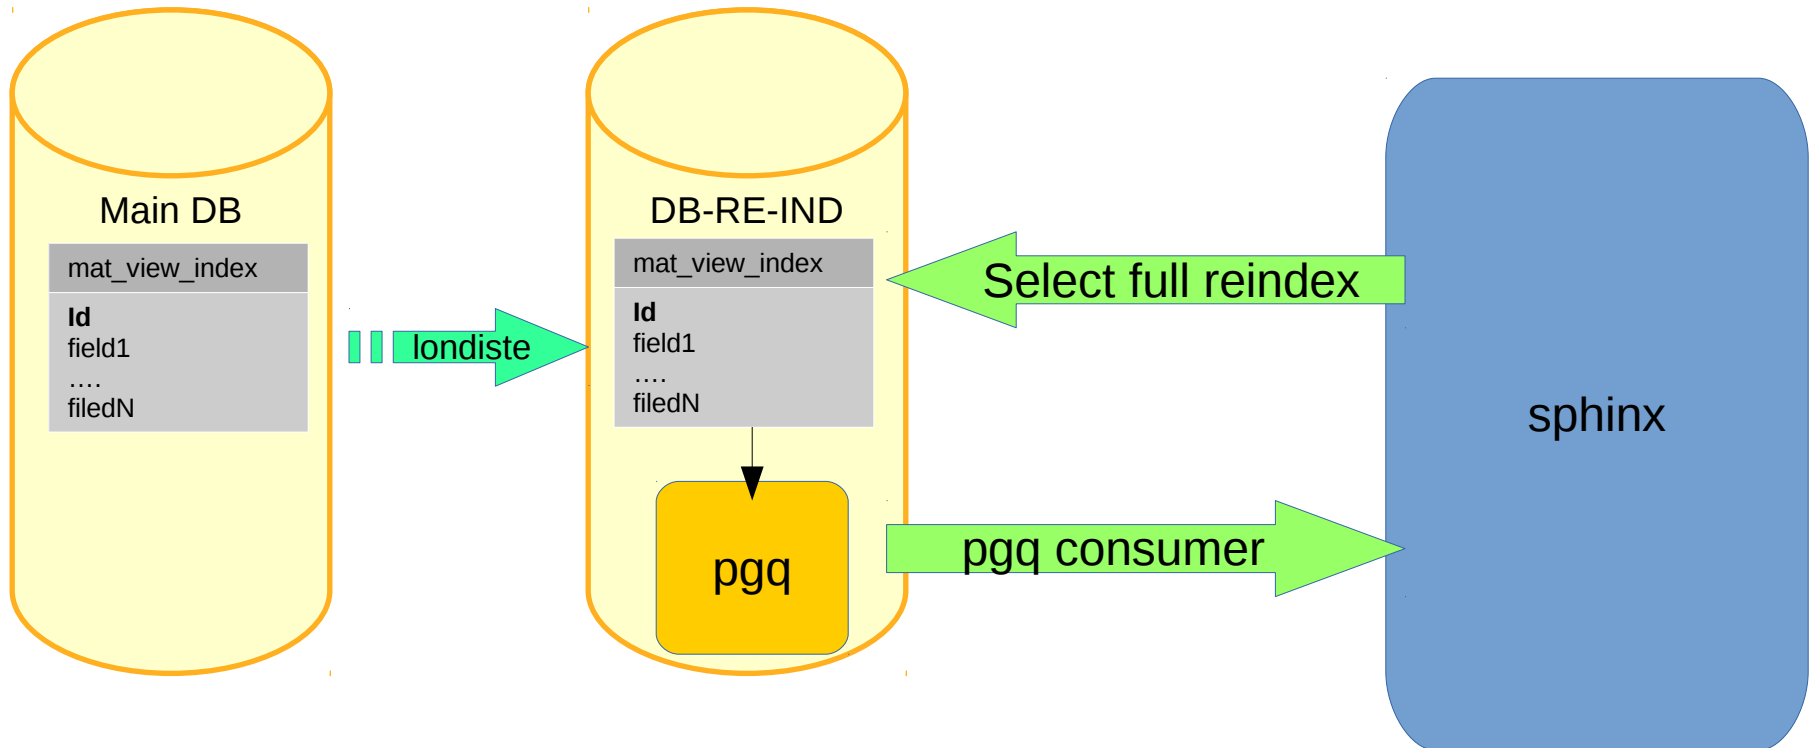 Main DB
mat_view_index
Id
field1
....
filedN
londiste
DB-RE-IND
mat_view_index
Id
field1
....
filedN
pgq
Select full reindex
pgq consumer
sphinx